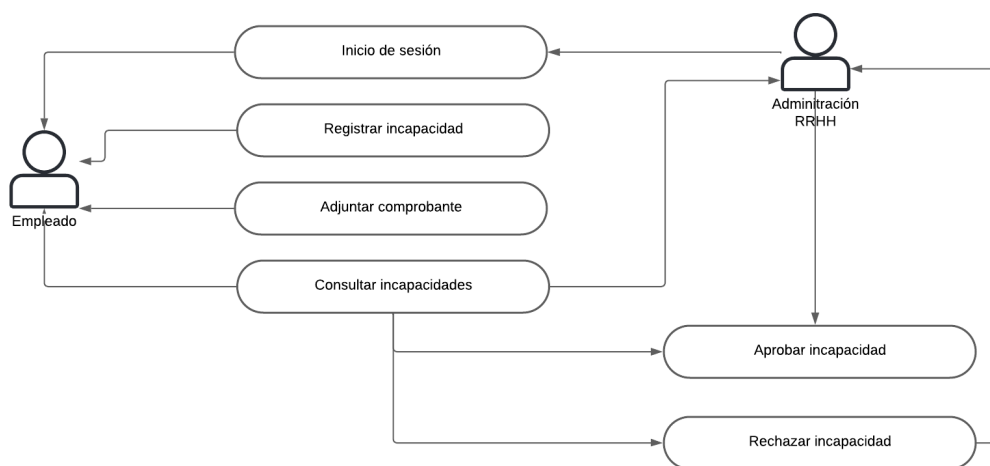 Inicio de sesión
Adminitración
RRHH
Registrar incapacidad
Adjuntar comprobante
Empleado
Consultar incapacidades
Aprobar incapacidad
Rechazar incapacidad